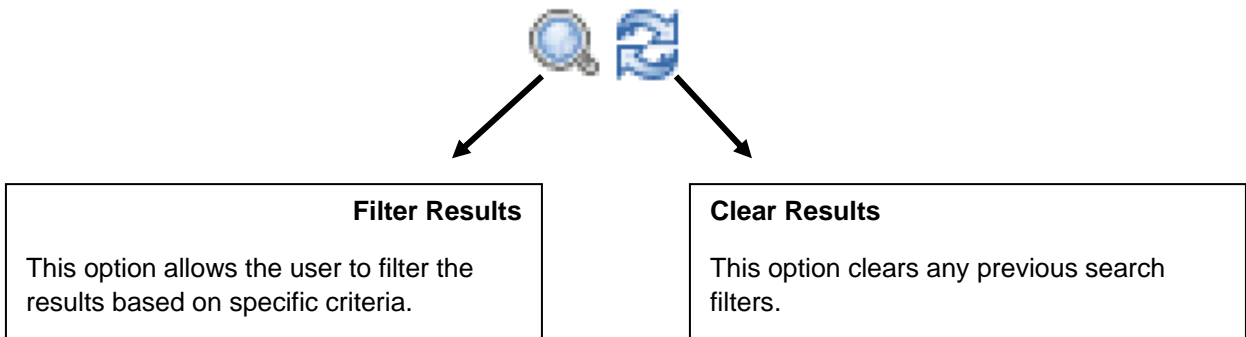 Filter Results
This option allows the user to filter the
results based on specific criteria.
Clear Results
This option clears any previous search
filters.